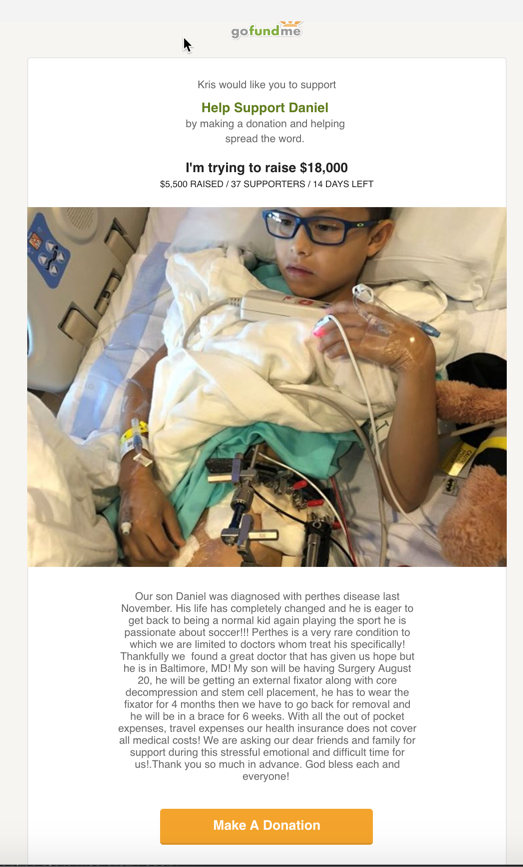 gofundme
Kris would like you to support
Help Support Daniel
by making a donation and helping
spread the word.
I'm trying to raise $18,000
$5,500 RAISED / 37 SUPPORTERS / 14 DAYS LEFT
Our son Daniel was diagnosed with perthes disease last
November. His life has completely changed and he is eager to
get back to being a normal kid again playing the sport he is
passionate about soccer!!! Perthes is a very rare condition to
which we are limited to doctors whom treat his specifically!
Thankfully we  found a great doctor that has given us hope but
he is in Baltimore, MD! My son will be having Surgery August
20, he will be getting an external fixator along with core
decompression and stem cell placement, he has to wear the
fixator for 4 months then we have to go back for removal and
he will be in a brace for 6 weeks. With all the out of pocket
expenses, travel expenses our health insurance does not cover
all medical costs! We are asking our dear friends and family for
support during this stressful emotional and difficult time for
us!.Thank you so much in advance. God bless each and
everyone!
Make A Donation